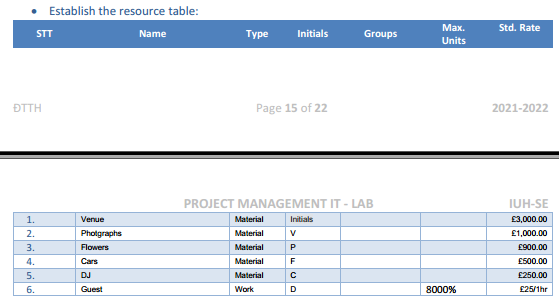 • Establish the resource table:
STT Name Type Initials Groups Max. Units Std. Rate
ĐTTH Page 15 of 22 2021-2022
PROJECT MANAGEMENT IT - LAB IUH-SE
1. Venue Material Initials £3,000.00
2. Photgraphs Material V £1,000.00
3. Flowers Material P £900.00
4. Cars Material F £500.00
5. DJ Material C £250.00
6. Guest Work D 8000% £25/1hr